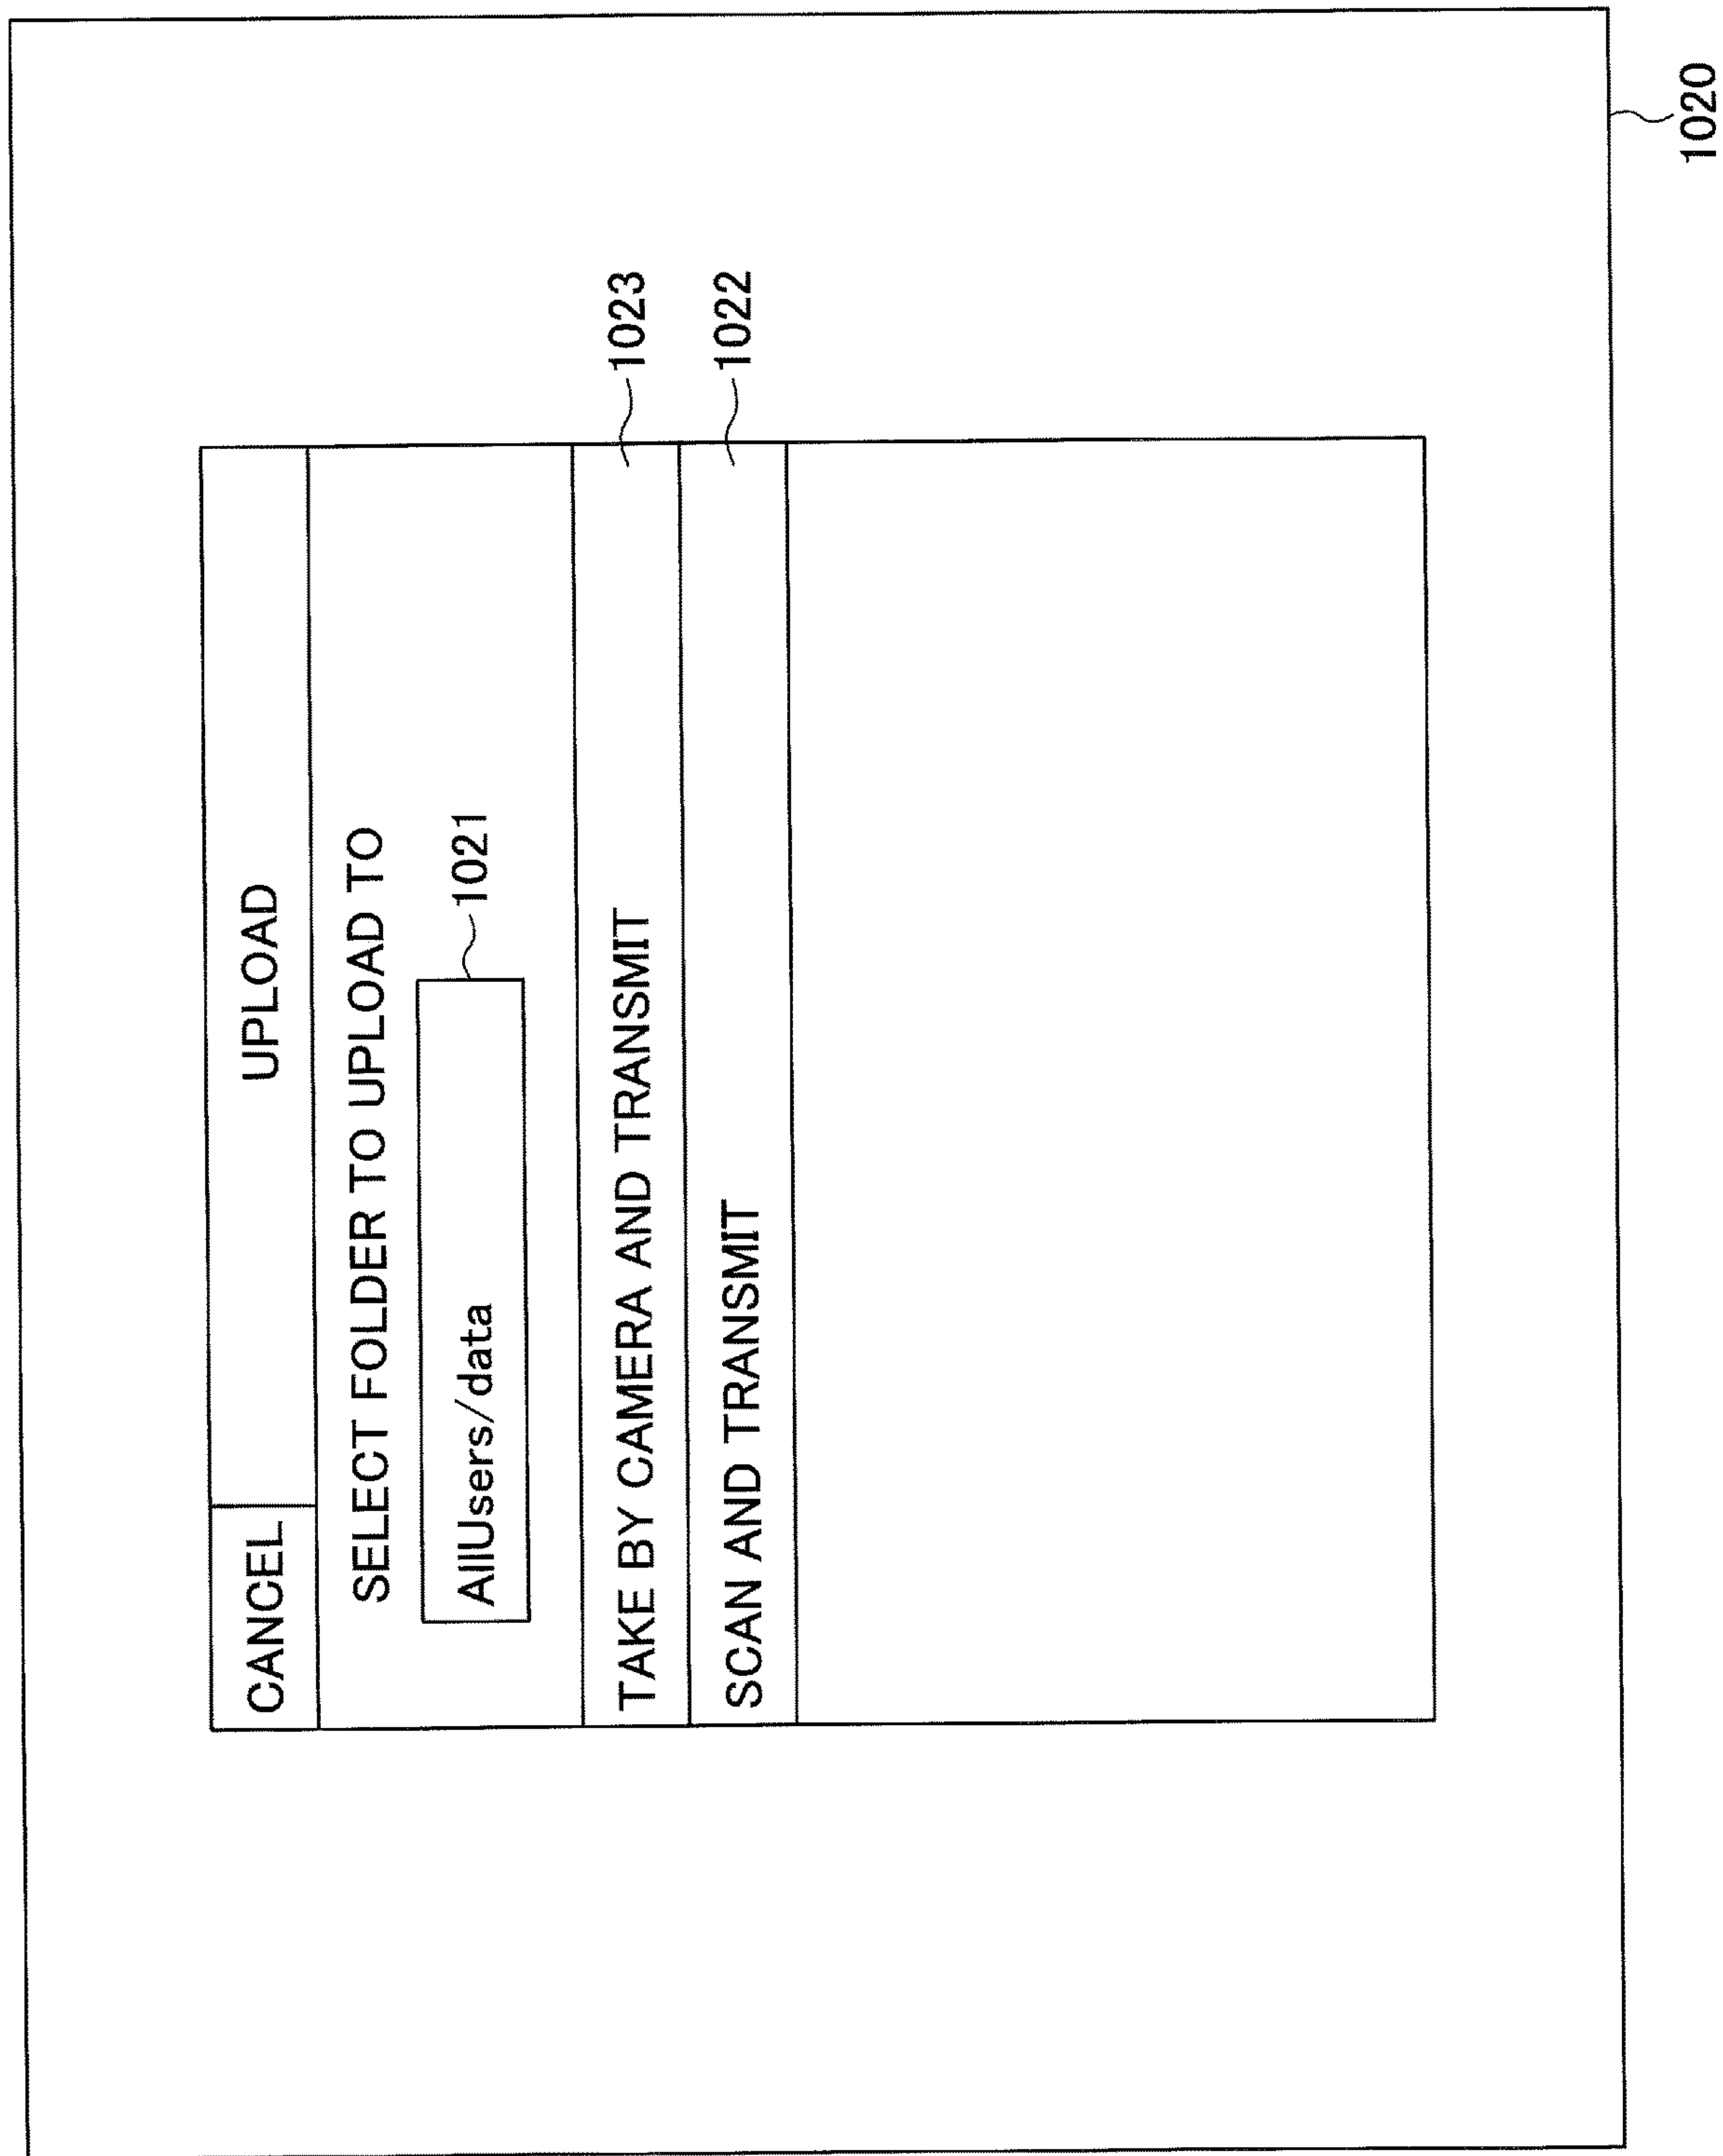 CANCEL UPLOAD
SELECT FOLDER TO UPLOAD TO
AllUsers/data 1021
TAKE BY CAMERA AND TRANSMIT 1023
SCAN AND TRANSMIT 1022
1020